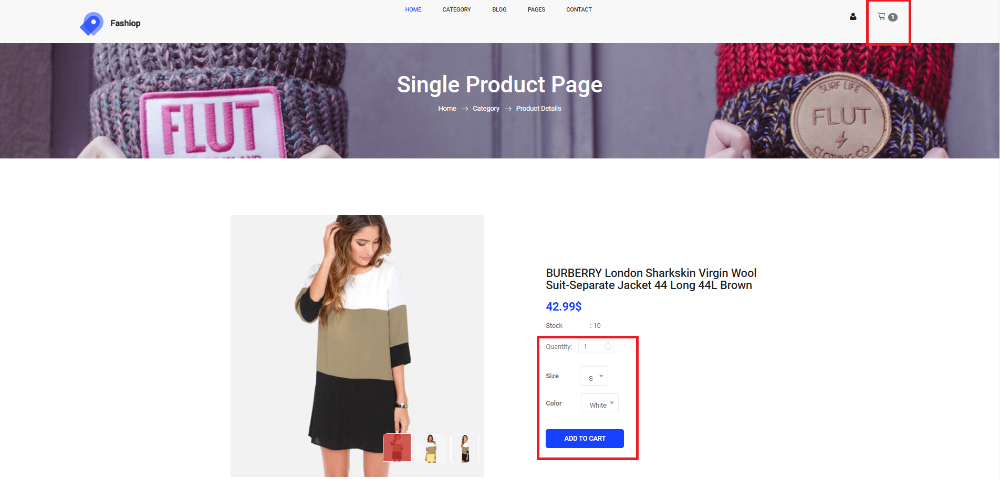 HOME CATEGORY BLOG PAGES CONTACT
Fashiop
1
Single Product Page
Home → Category → Product Details
FLUT
SURF LIFE
FLUT
CLOTHING CO
BURBERRY London Sharkskin Virgin Wool
Suit-Separate Jacket 44 Long 44L Brown
42.99$
Stock : 10
Quantity: 1
Size S
Color White
ADD TO CART